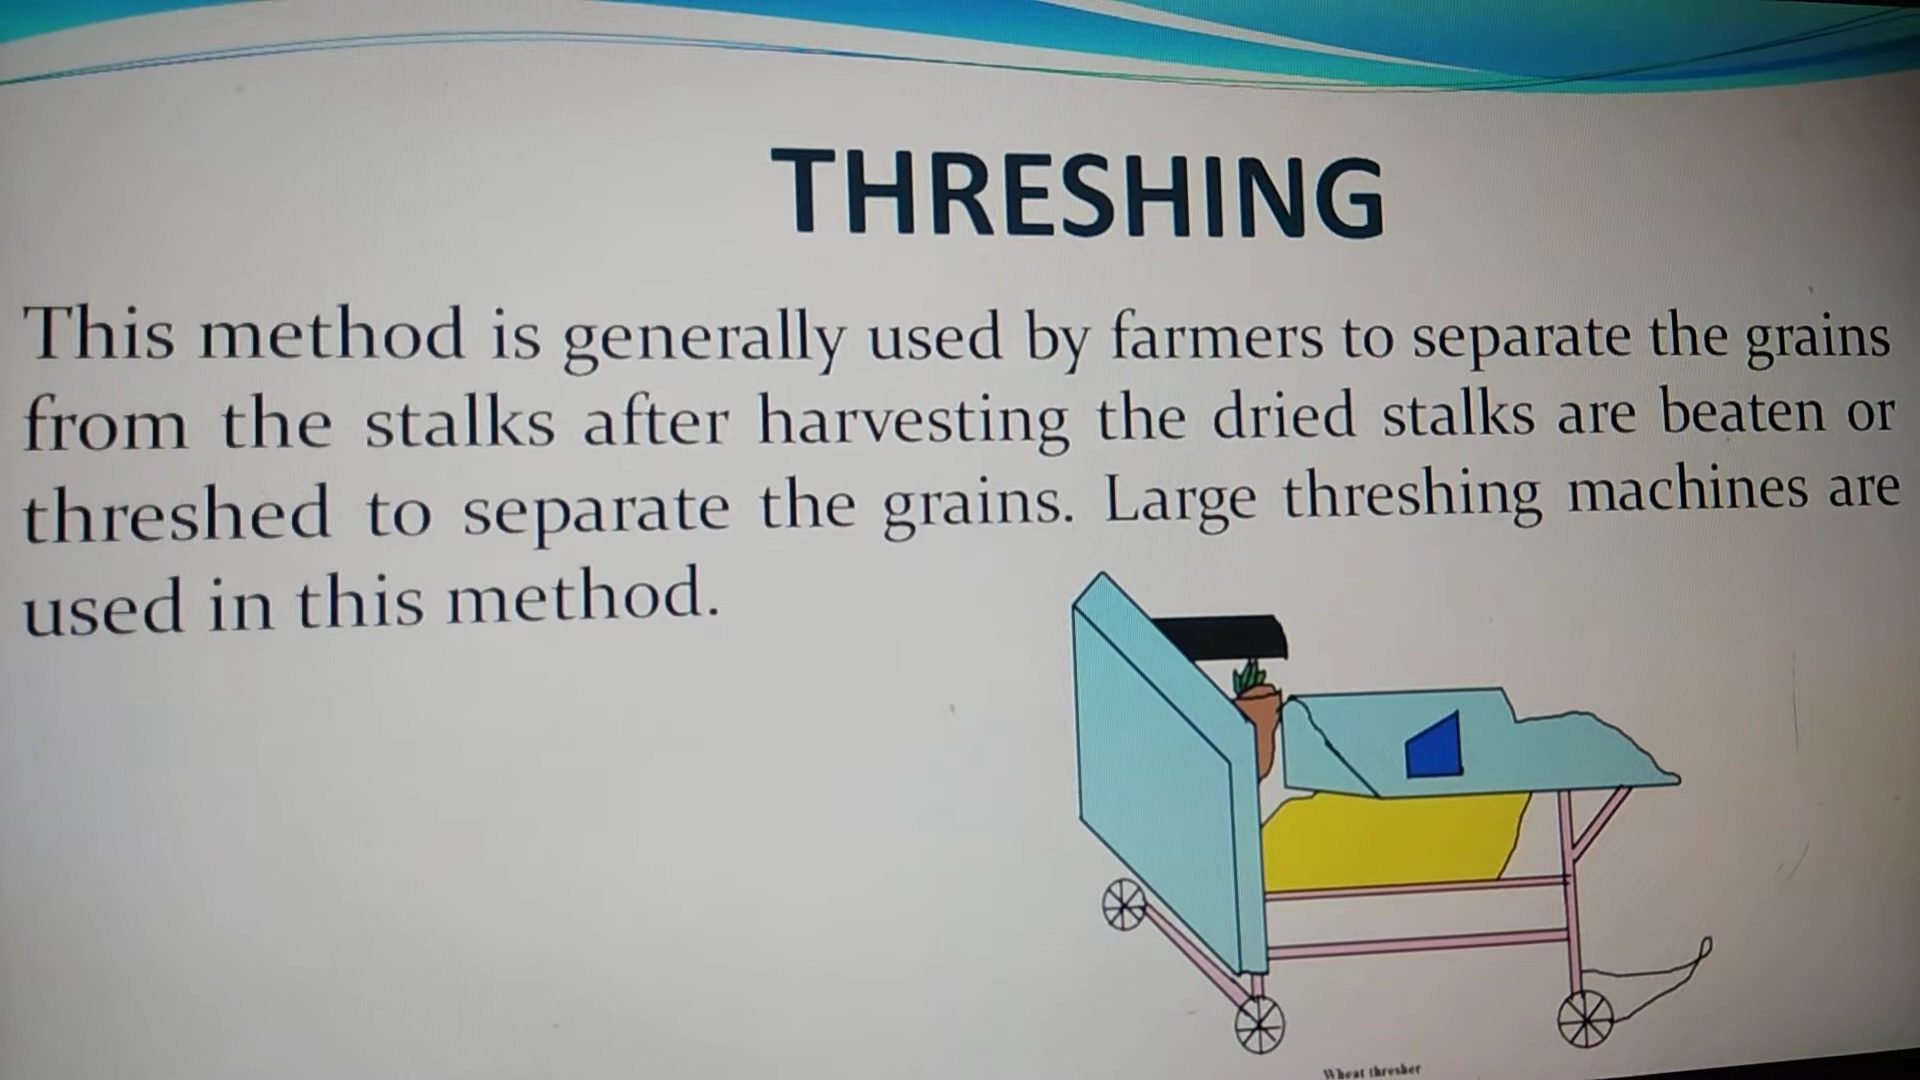 THRESHING
This method is generally used by farmers to separate the grains
from the stalks after harvesting the dried stalks are beaten or
threshed to separate the grains. Large threshing machines are
used in this method.
Wheat thresher